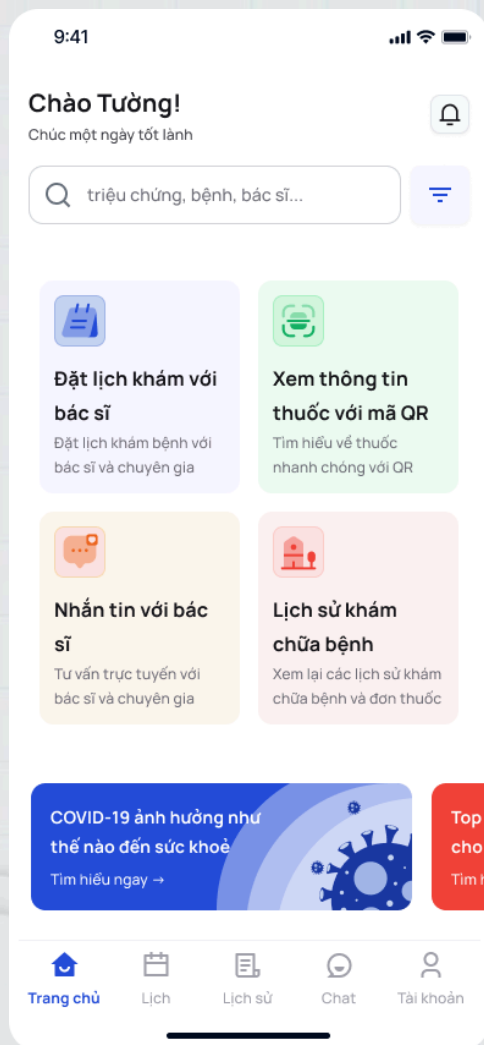 9:41
Chào Tường!
Chúc một ngày tốt lành
triệu chứng, bệnh, bác sĩ...
Đặt lịch khám với
bác sĩ
Đặt lịch khám bệnh với
bác sĩ và chuyên gia
Xem thông tin
thuốc với mã QR
Tìm hiểu về thuốc
nhanh chóng với QR
Nhắn tin với bác
sĩ
Tư vấn trực tuyến với
bác sĩ và chuyên gia
Lịch sử khám
chữa bệnh
Xem lại các lịch sử khám
chữa bệnh và đơn thuốc
COVID-19 ảnh hưởng như
thế nào đến sức khoẻ
Tìm hiểu ngay →
Top
cho
Tìm
Trang chủ
Lịch
Lịch sử
Chat
Tài khoản